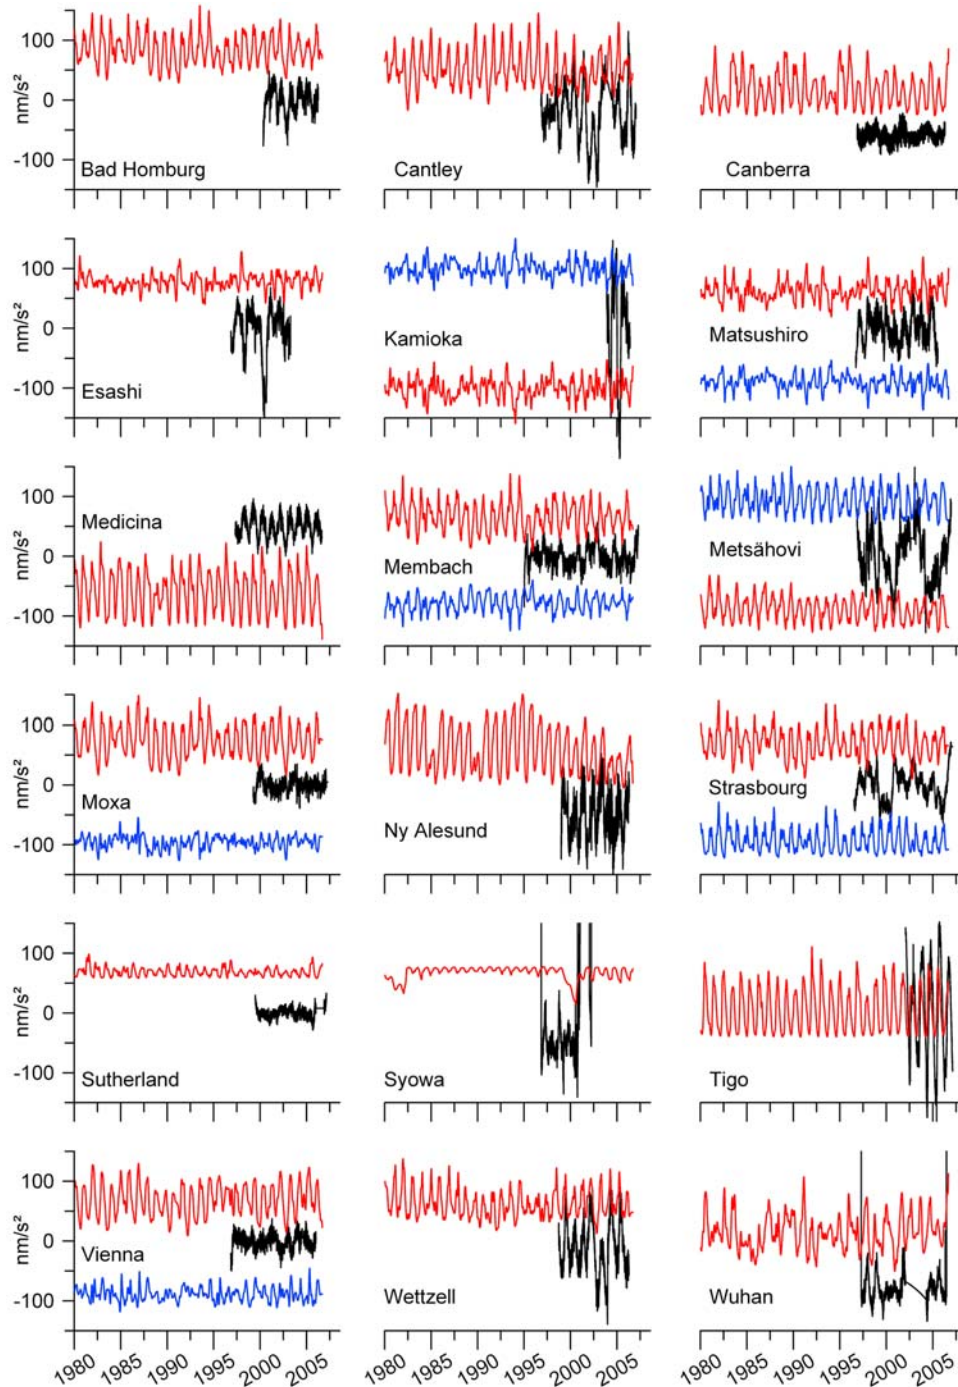 nm/s²
100
0
-100
Bad Homburg
Cantley
Canberra
nm/s²
100
0
-100
Esashi
Kamioka
Matsushiro
nm/s²
100
0
-100
Medicina
Membach
Metsähovi
nm/s²
100
0
-100
Moxa
Ny Alesund
Strasbourg
nm/s²
100
0
-100
Sutherland
Syowa
Tigo
nm/s²
100
0
-100
Vienna
Wettzell
Wuhan
1980 1985 1990 1995 2000 2005 1980 1985 1990 1995 2000 2005 1980 1985 1990 1995 2000 2005